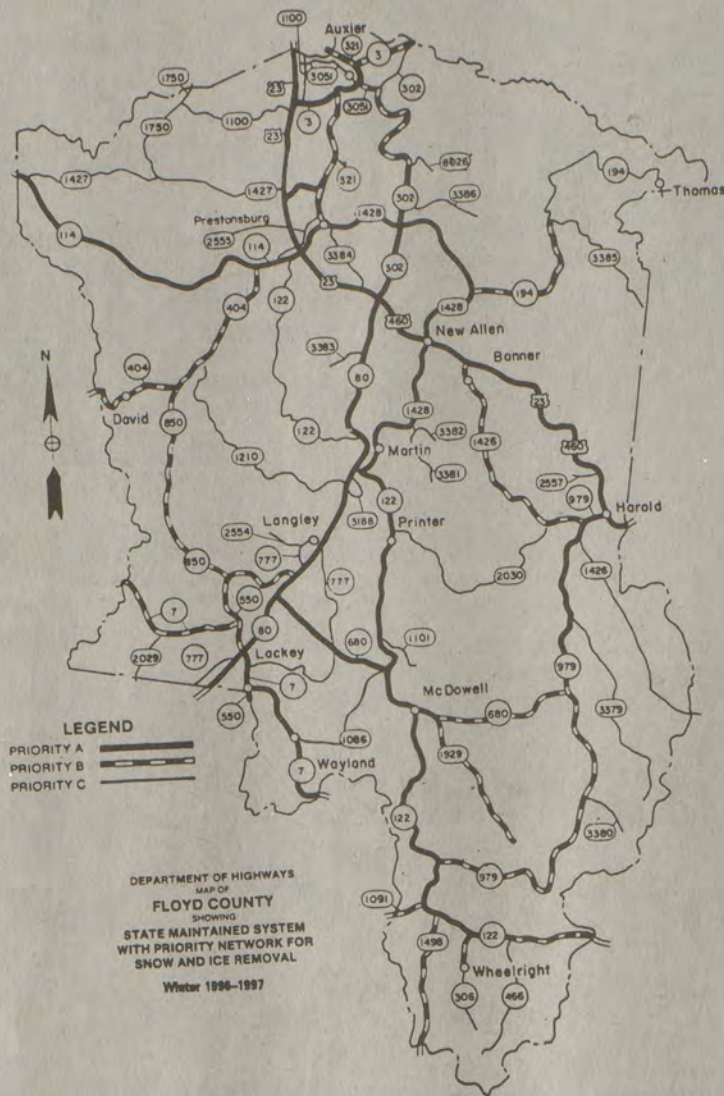 1100
Auxier
321
3
1750
3051
302
23
3051
1750
1100
3
23
8026
194
1427
1427
321
302
3386
Thomas
Prestonsburg
1428
114
2555
114
3384
3385
122
302
23
194
404
1428
460
N
New Allen
3383
Banner
404
80
23
David
1428
850
122
3382
1426
460
1210
Martin
3381
2557
979
122
Harold
Langley
3188
Printer
2554
777
2030
1426
850
777
550
7
80
680
1101
979
2029
777
Lackey
McDowell
7
680
3379
550
1086
LEGEND
PRIORITY A
PRIORITY B
PRIORITY C
1929
7
Wayland
122
3380
979
DEPARTMENT OF HIGHWAYS
MAP OF
FLOYD COUNTY
SHOWING
STATE MAINTAINED SYSTEM
WITH PRIORITY NETWORK FOR
SNOW AND ICE REMOVAL
Winter 1996–1997
1091
1498
122
Wheelright
306
466